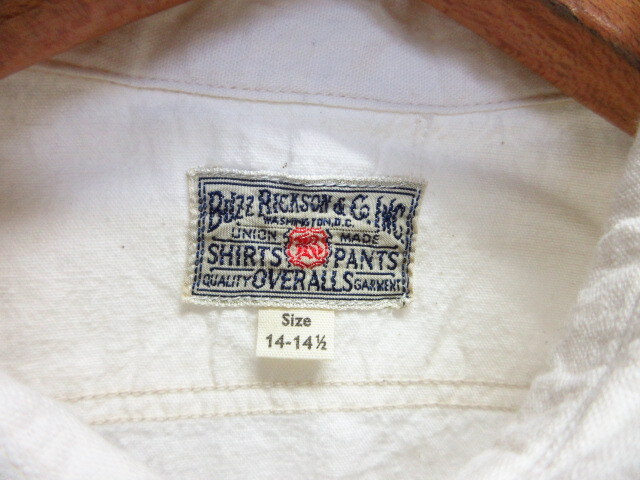 BUZZ RICKSON & CO. INC.
WASHINGTON, D.C.
UNION MADE
SHIRTS PANTS
QUALITY OVERALLS GARMENT
Size
14-14½